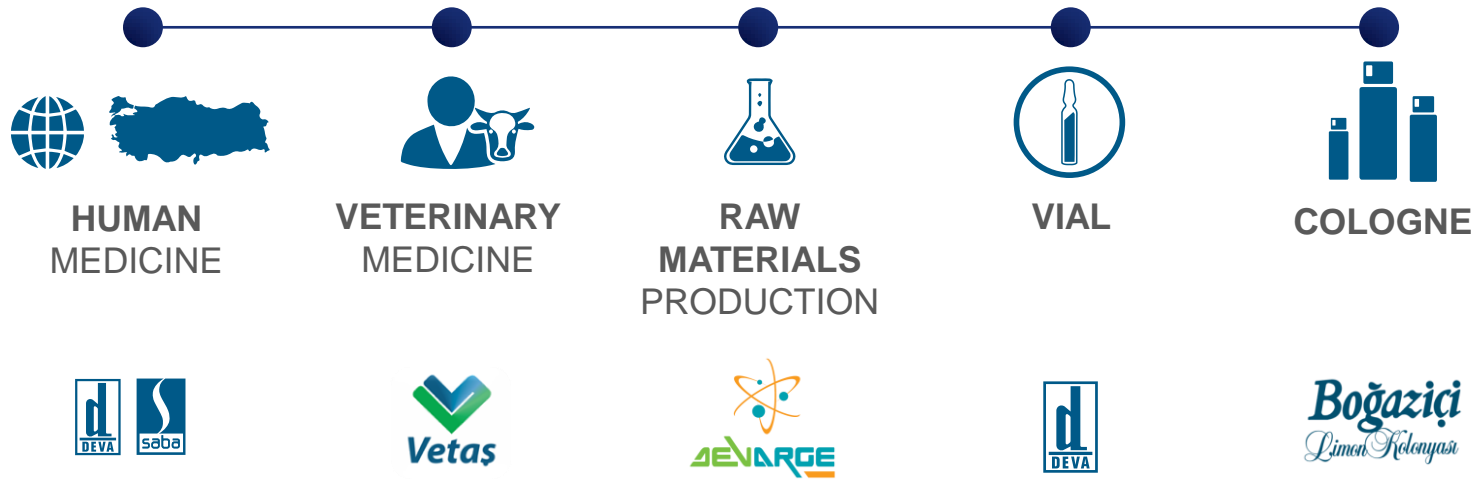 HUMAN
MEDICINE
VETERINARY
MEDICINE
RAW
MATERIALS
PRODUCTION
VIAL
COLOGNE
d
DEVA
saba
Vetaş
DEVARGE
d
DEVA
Boğaziçi
Limon Kolonyası